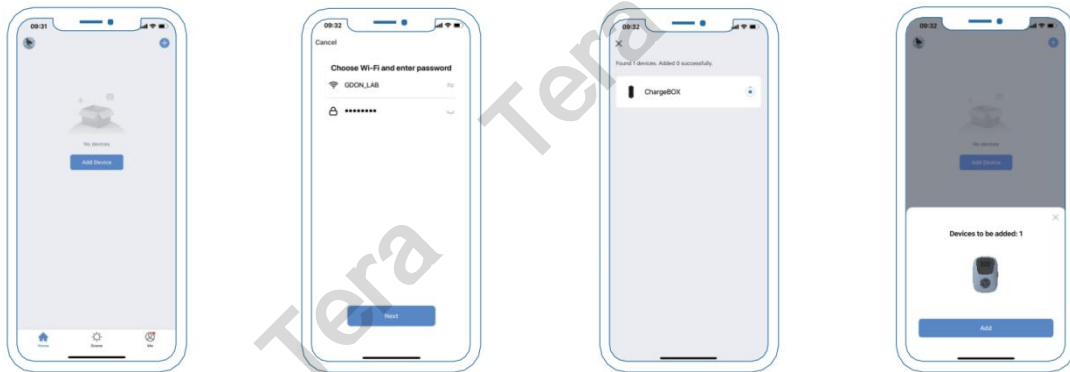 09:31
No devices
Add Device
Home
Scene
Me
09:32
Cancel
Choose Wi-Fi and enter password
GDON_LAB
••••••••
Next
09:32
Found 1 devices. Added 0 successfully.
ChargeBOX
09:32
No devices
Add Device
Devices to be added: 1
Add
Tera
Tera